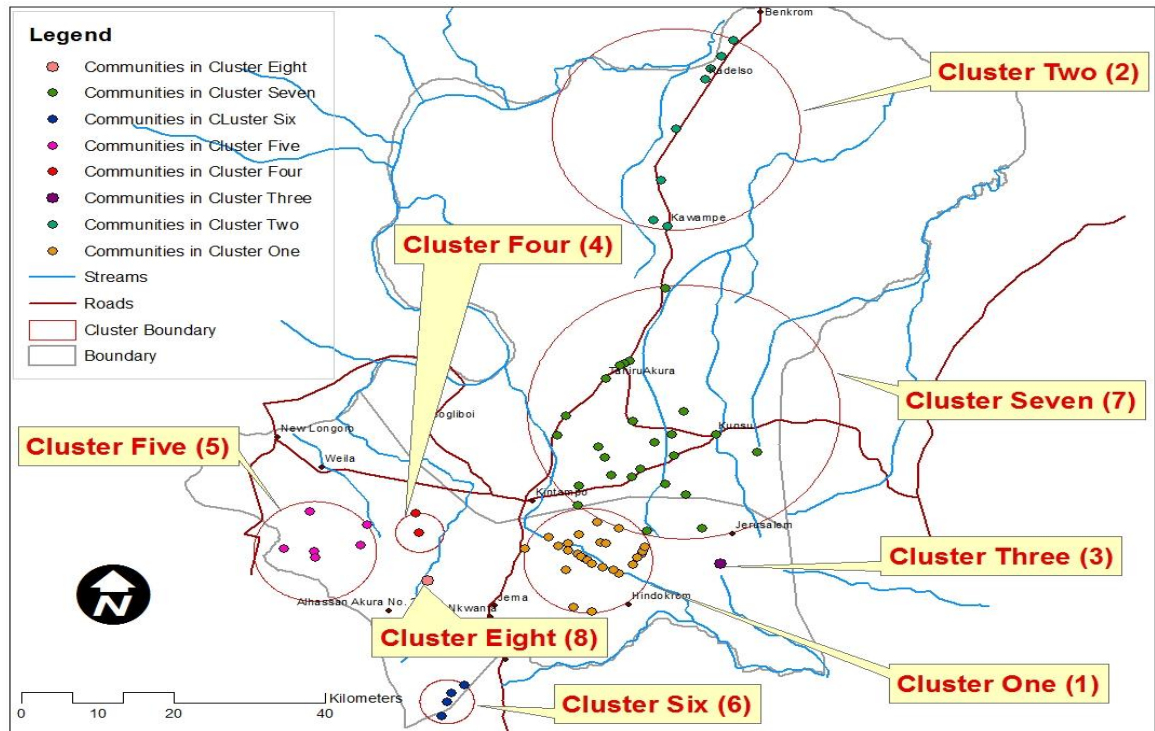 Legend
Communities in Cluster Eight
Communities in Cluster Seven
Communities in CLuster Six
Communities in Cluster Five
Communities in Cluster Four
Communities in Cluster Three
Communities in Cluster Two
Communities in Cluster One
Streams
Roads
Cluster Boundary
Boundary
Benkrom
Cluster Two (2)
Kawampe
Cluster Four (4)
TahiruAkura
Cluster Seven (7)
New Longoro
Kunsu
Cluster Five (5)
Weila
Kintampo
Jerusalem
Cluster Three (3)
N
Alhassan Akura No.
Jema
Hindokrom
Nkwanta
Cluster Eight (8)
Cluster One (1)
Kilometers
Cluster Six (6)
0 10 20 40